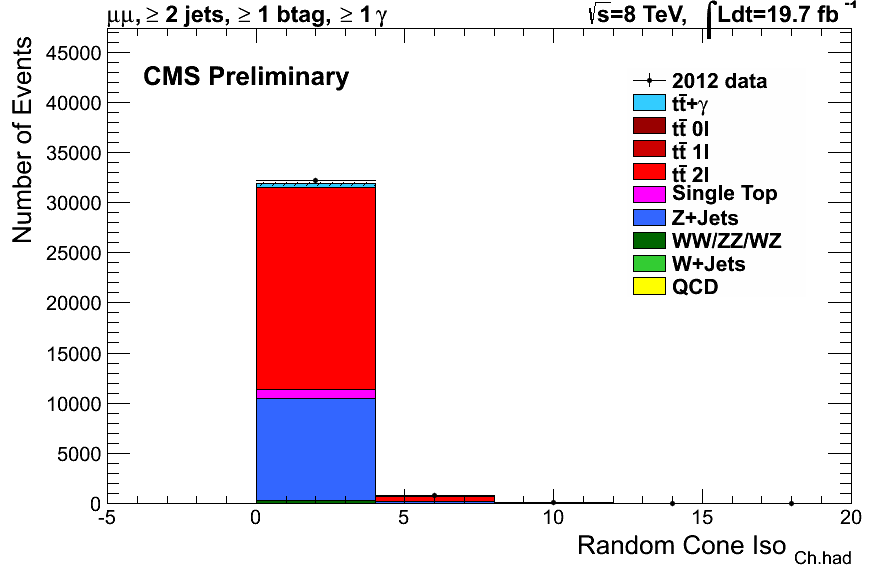 μμ, ≥ 2 jets, ≥ 1 btag, ≥ 1 γ
√s=8 TeV, ∫Ldt=19.7 fb⁻¹
CMS Preliminary
2012 data
tt̄+γ
tt̄ 0l
tt̄ 1l
tt̄ 2l
Single Top
Z+Jets
WW/ZZ/WZ
W+Jets
QCD
Number of Events
45000
40000
35000
30000
25000
20000
15000
10000
5000
0
-5 0 5 10 15 20
Random Cone Iso Ch.had